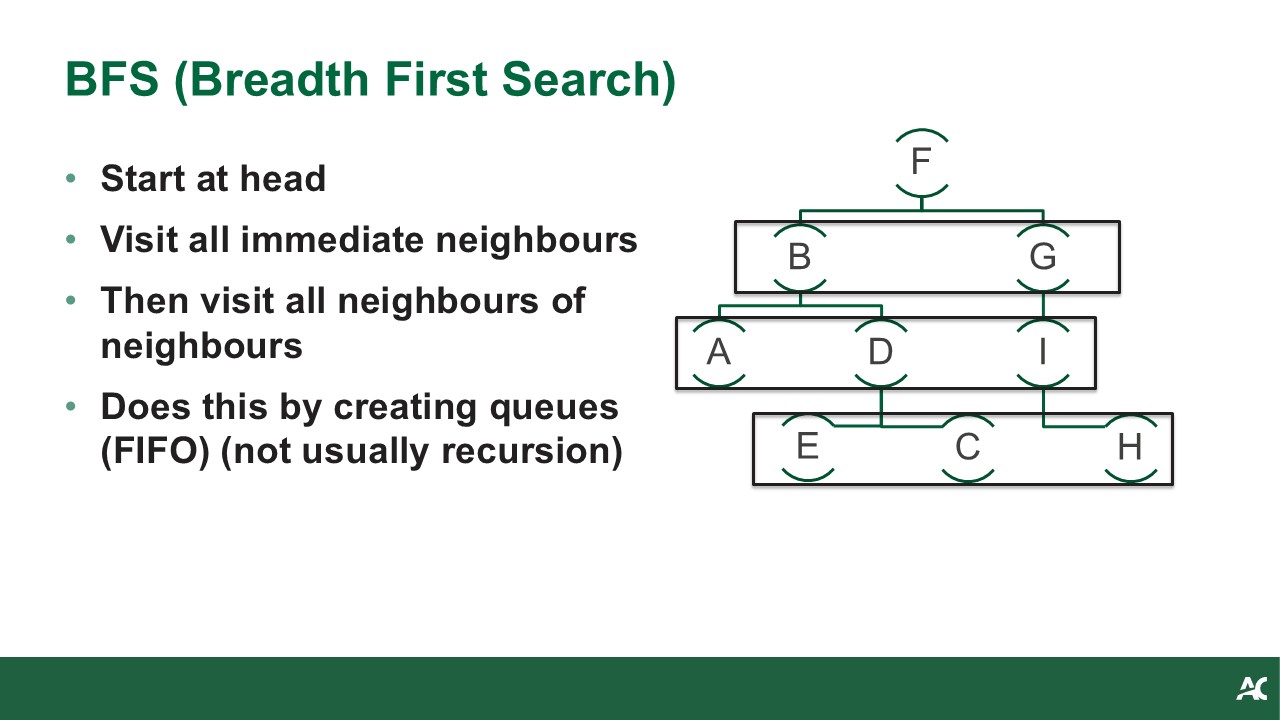 BFS (Breadth First Search)
• Start at head
• Visit all immediate neighbours
• Then visit all neighbours of
neighbours
• Does this by creating queues
(FIFO) (not usually recursion)
F
B G
A D I
E C H
AC